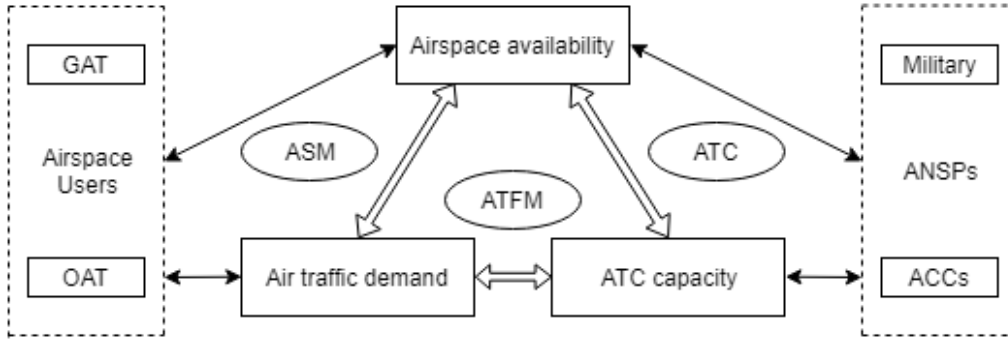 Airspace availability
GAT
Military
ASM
ATC
Airspace
Users
ANSPs
ATFM
OAT
Air traffic demand
ATC capacity
ACCs